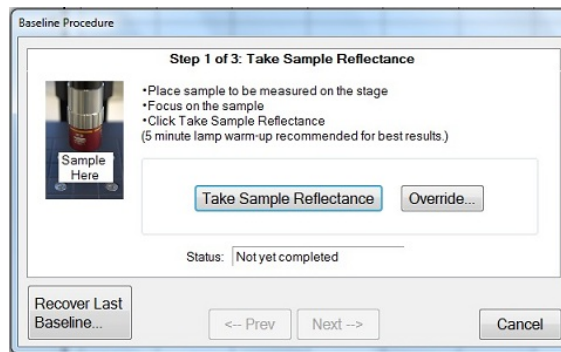 Baseline Procedure
Step 1 of 3: Take Sample Reflectance
•Place sample to be measured on the stage
•Focus on the sample
•Click Take Sample Reflectance
(5 minute lamp warm-up recommended for best results.)
Sample
Here
Take Sample Reflectance
Override...
Status:
Not yet completed
Recover Last
Baseline...
<-- Prev
Next -->
Cancel